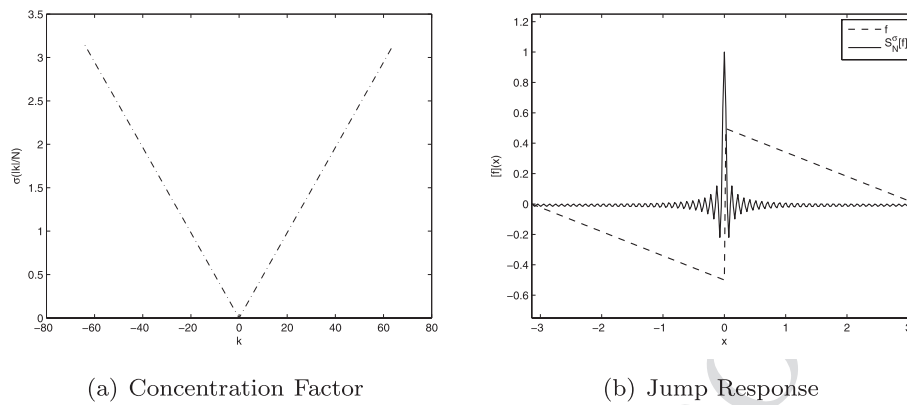 3.5
3
2.5
2
1.5
1
0.5
0
−80 −60 −40 −20 0 20 40 60 80
σ(|k|/N)
k
1.2
1
0.8
0.6
0.4
0.2
0
−0.2
−0.4
−0.6
−3 −2 −1 0 1 2 3
[f](x)
x
f
S_N^σ[f]
(a) Concentration Factor
(b) Jump Response